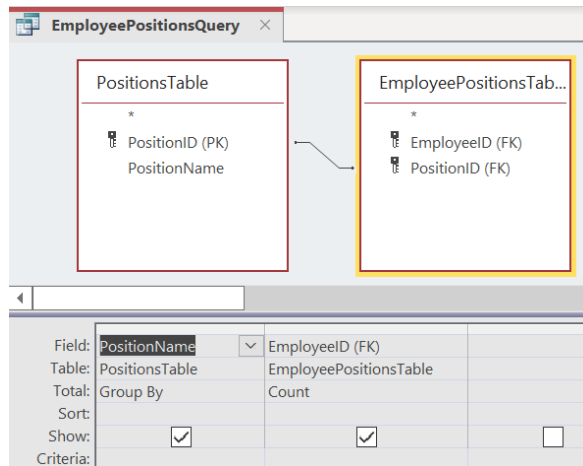 EmployeePositionsQuery ×
PositionsTable
*
PositionID (PK)
PositionName
EmployeePositionsTab...
*
EmployeeID (FK)
PositionID (FK)
Field: PositionName EmployeeID (FK)
Table: PositionsTable EmployeePositionsTable
Total: Group By Count
Sort:
Show:
Criteria: